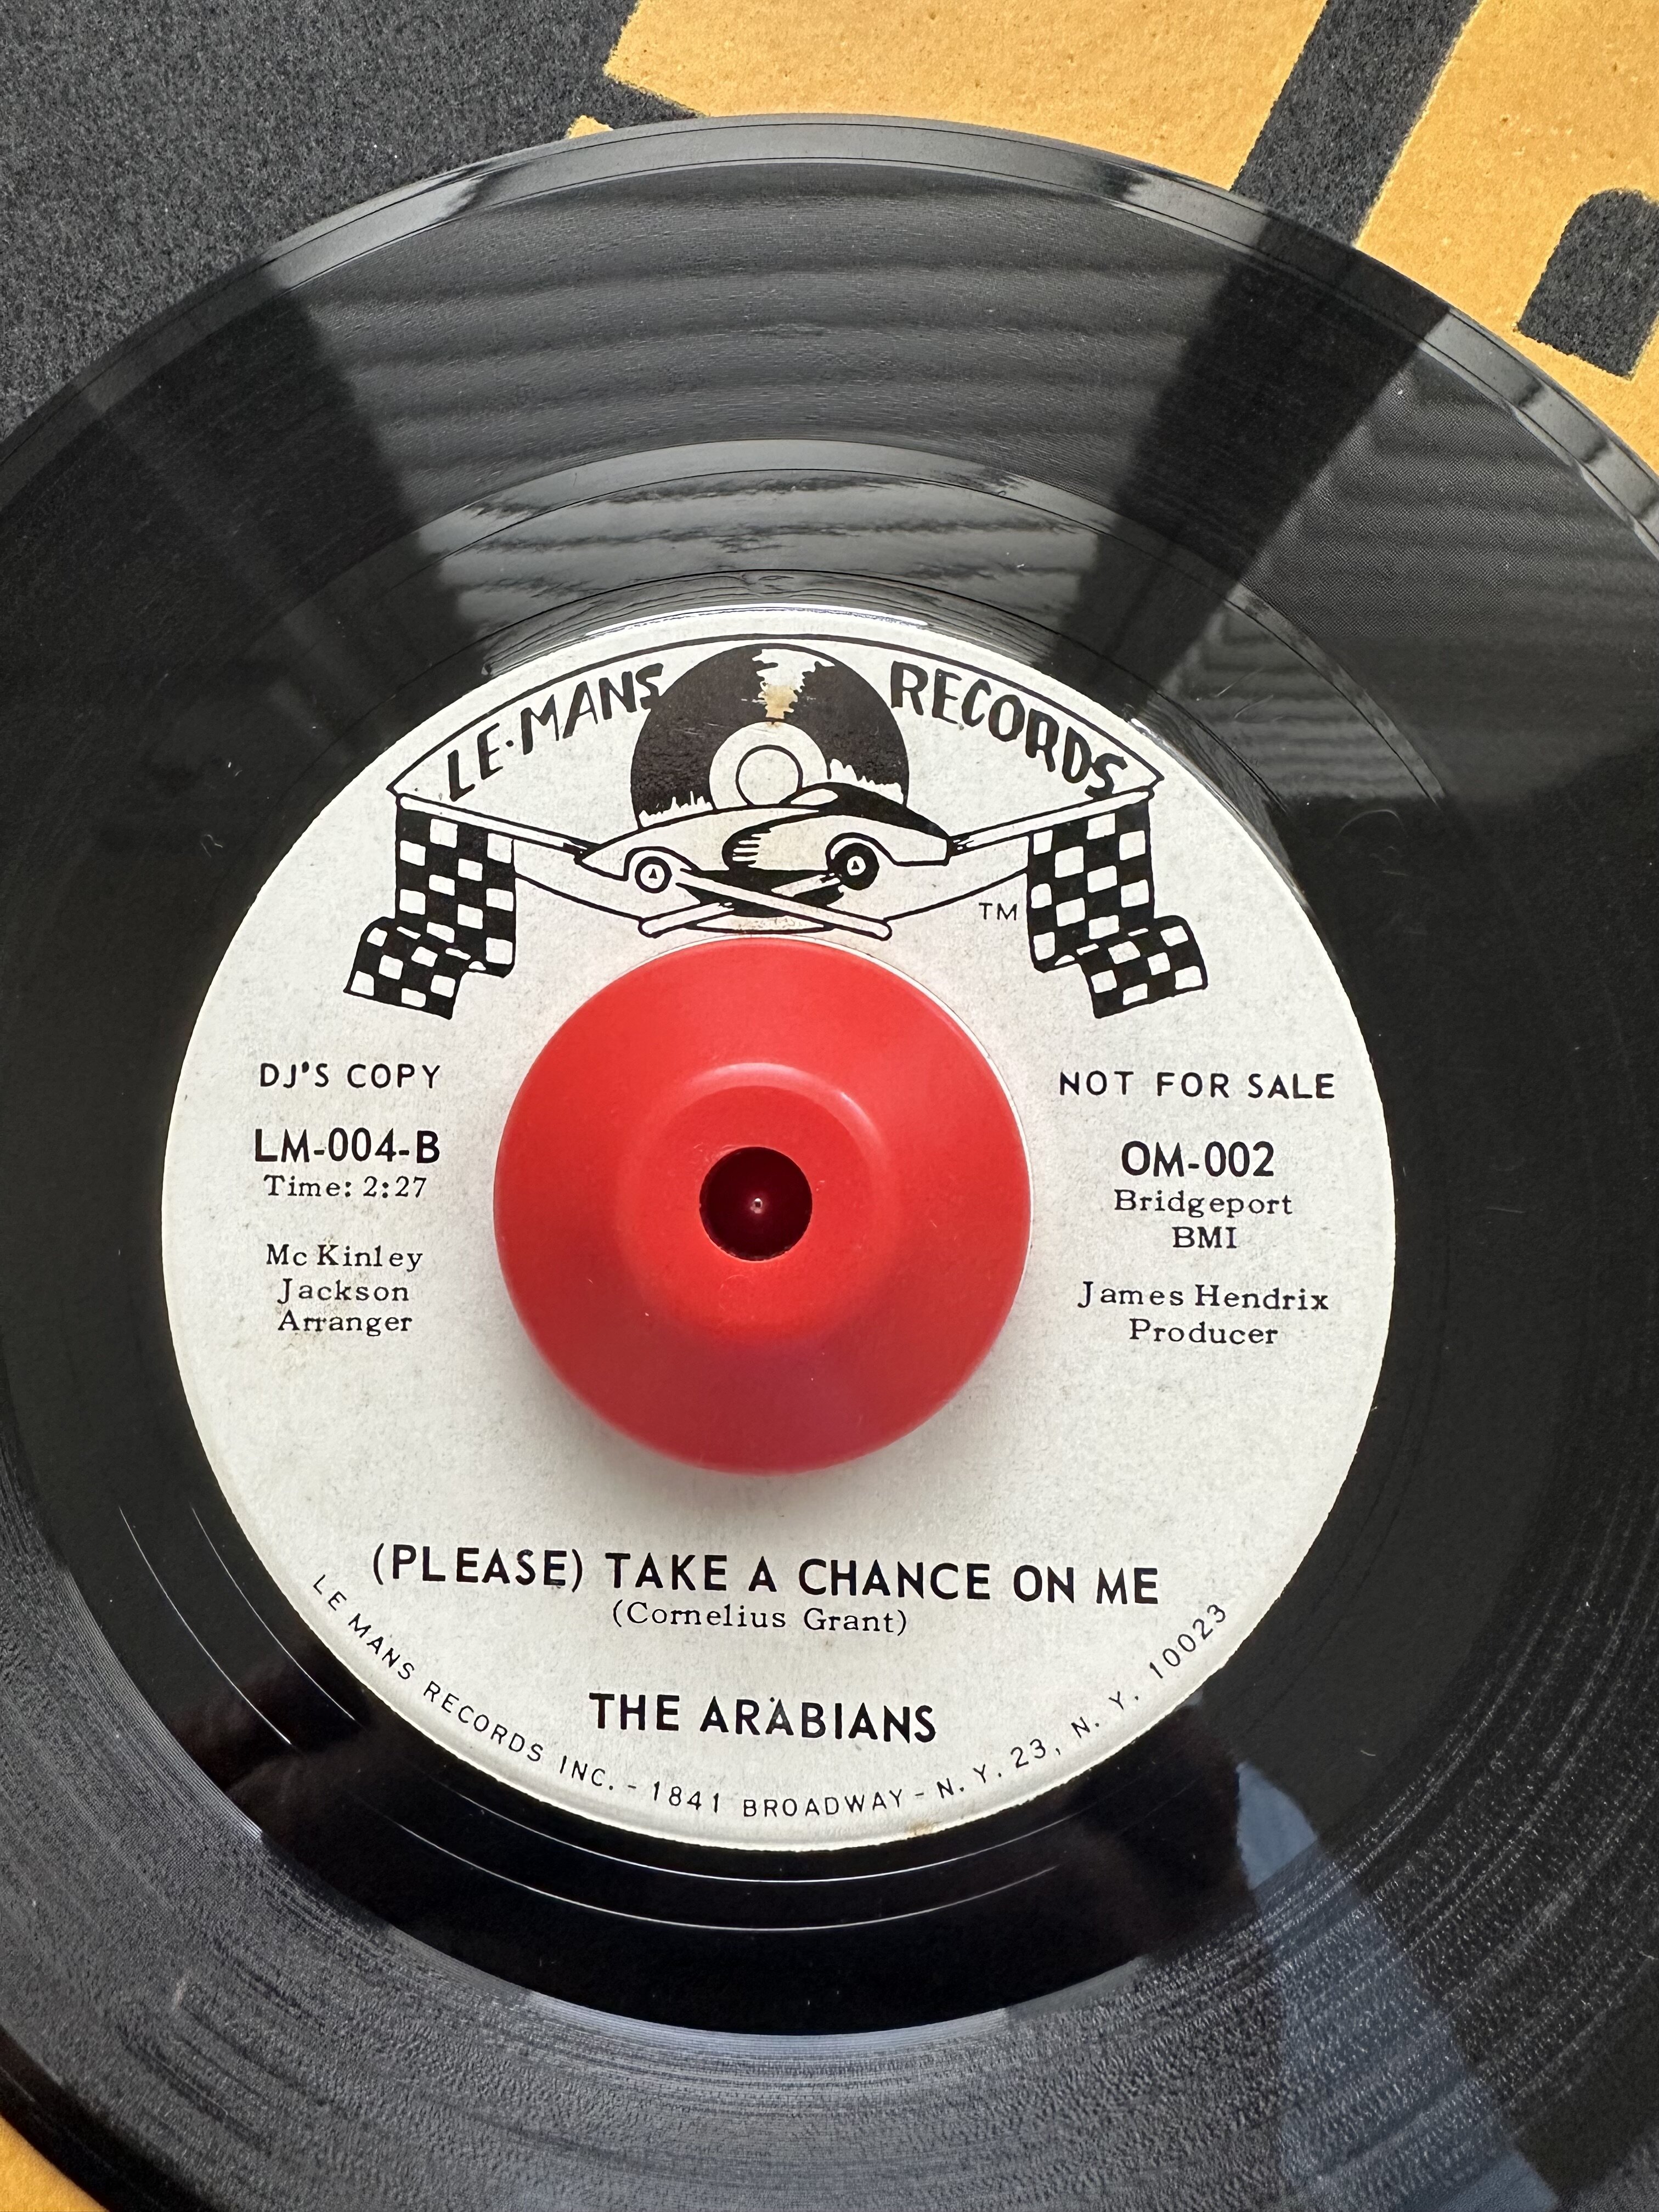 LE·MANS RECORDS
TM
DJ'S COPY
LM-004-B
Time: 2:27
Mc Kinley
Jackson
Arranger
NOT FOR SALE
OM-002
Bridgeport
BMI
James Hendrix
Producer
(PLEASE) TAKE A CHANCE ON ME
(Cornelius Grant)
THE ARABIANS
LE MANS RECORDS INC. - 1841 BROADWAY - N. Y. 23, N. Y. 10023